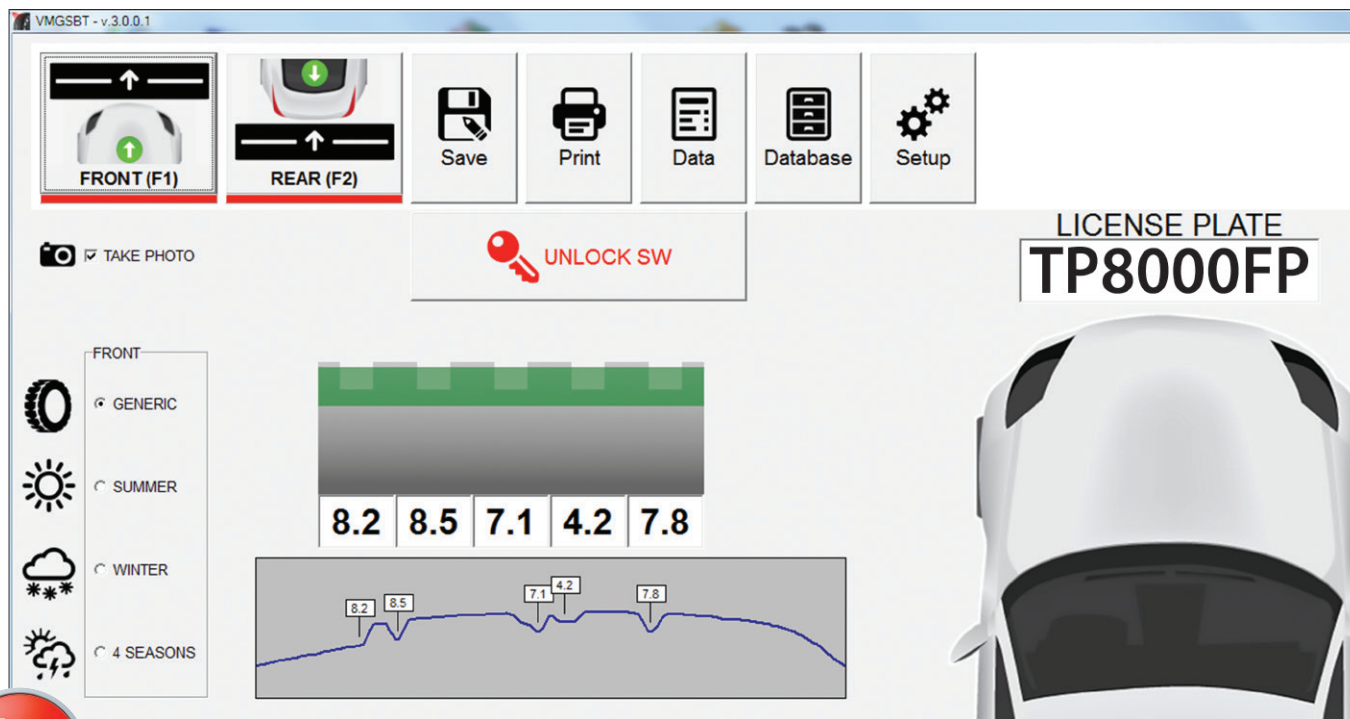 VMGSBT - v.3.0.0.1
FRONT (F1)
REAR (F2)
Save
Print
Data
Database
Setup
TAKE PHOTO
UNLOCK SW
LICENSE PLATE
TP8000FP
FRONT
GENERIC
SUMMER
WINTER
4 SEASONS
8.2 8.5 7.1 4.2 7.8
8.2 8.5 7.1 4.2 7.8